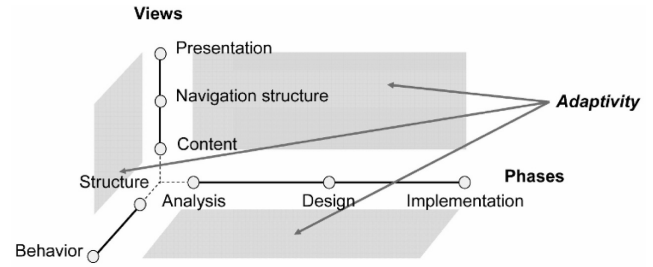 Views
Presentation
Navigation structure
Adaptivity
Content
Structure
Phases
Analysis
Design
Implementation
Behavior